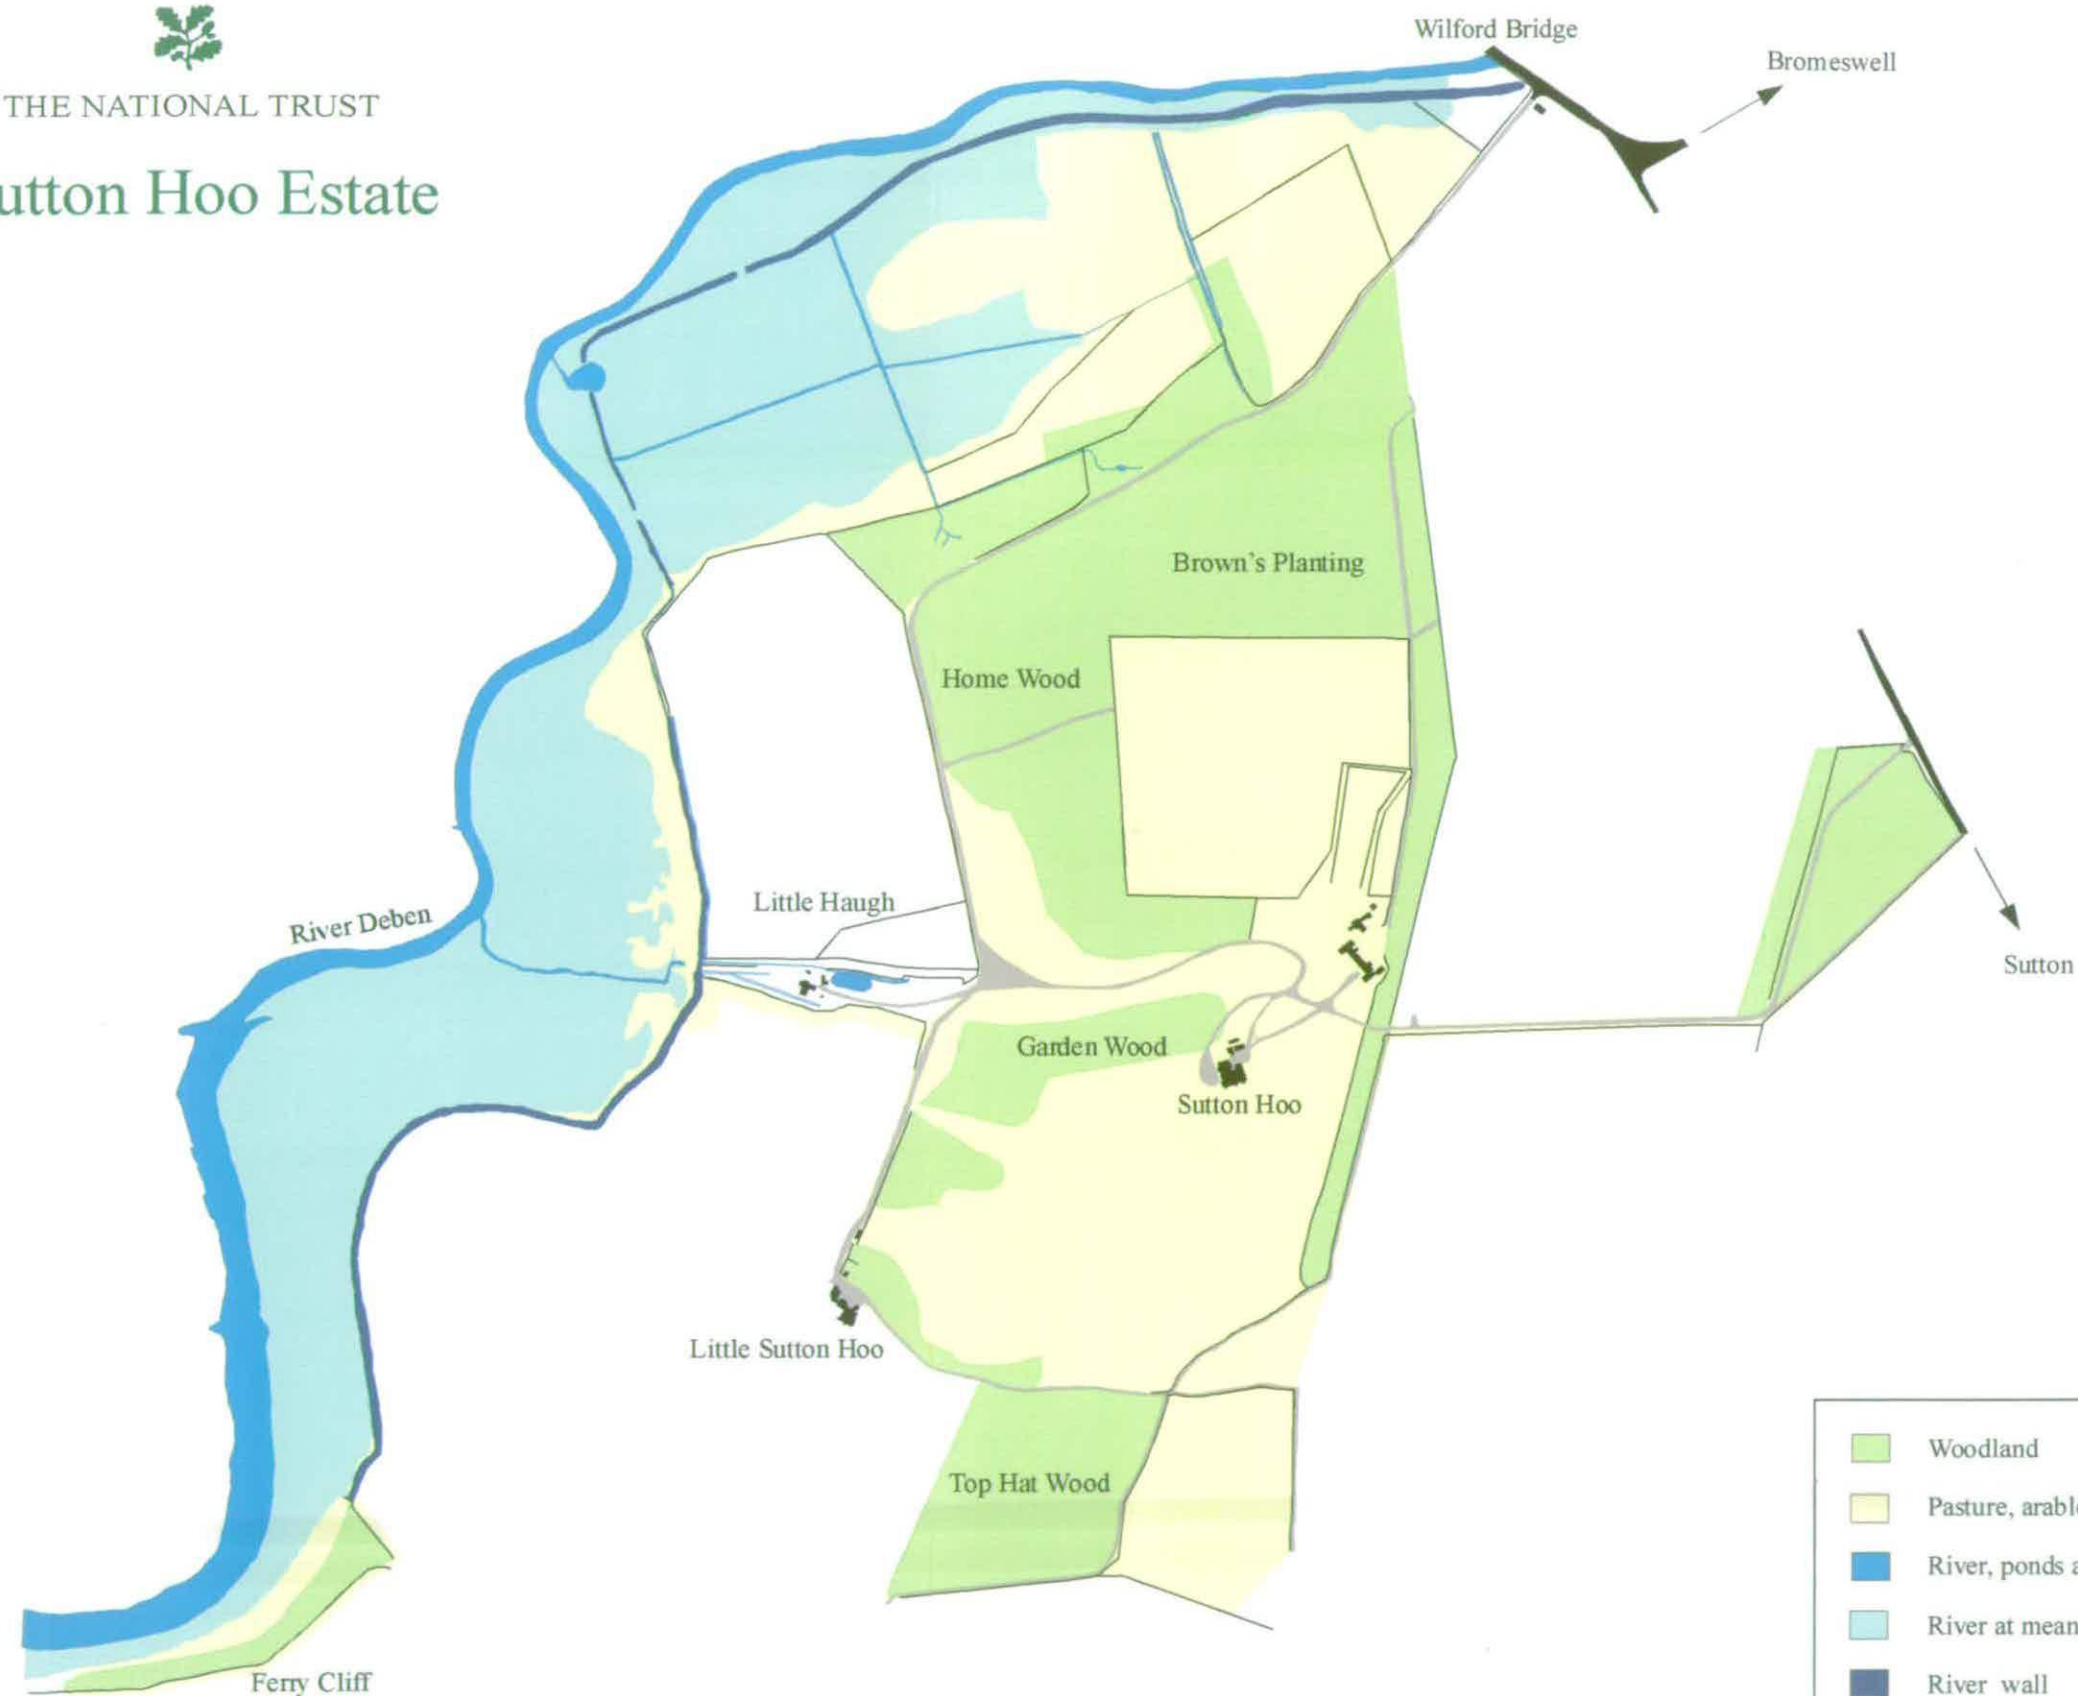 THE NATIONAL TRUST
utton Hoo Estate
Wilford Bridge
Bromeswell
Brown's Planting
Home Wood
Little Haugh
River Deben
Sutton
Garden Wood
Sutton Hoo
Little Sutton Hoo
Top Hat Wood
Ferry Cliff
Woodland
Pasture, arabl
River, ponds a
River at mean
River wall